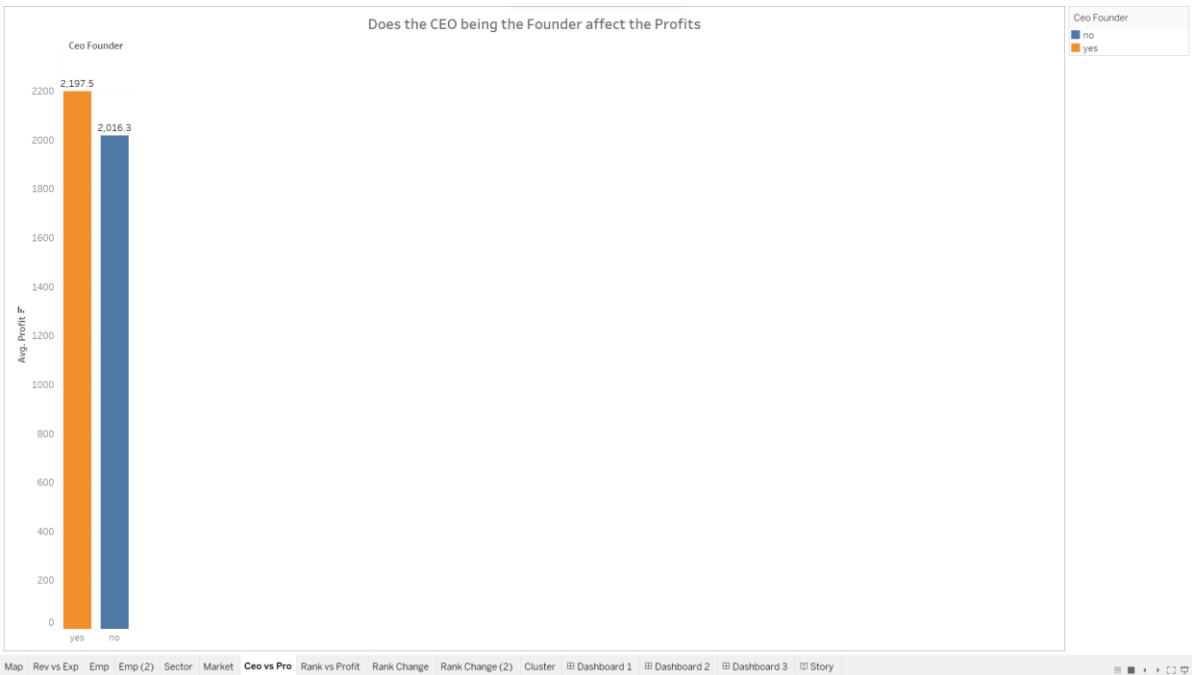 Does the CEO being the Founder affect the Profits
Ceo Founder
no
yes
Ceo Founder
2,197.5
2,016.3
2200
2000
1800
1600
1400
1200
1000
800
600
400
200
0
Avg. Profit
yes no
Map Rev vs Exp Emp Emp (2) Sector Market Ceo vs Pro Rank vs Profit Rank Change Rank Change (2) Cluster Dashboard 1 Dashboard 2 Dashboard 3 Story